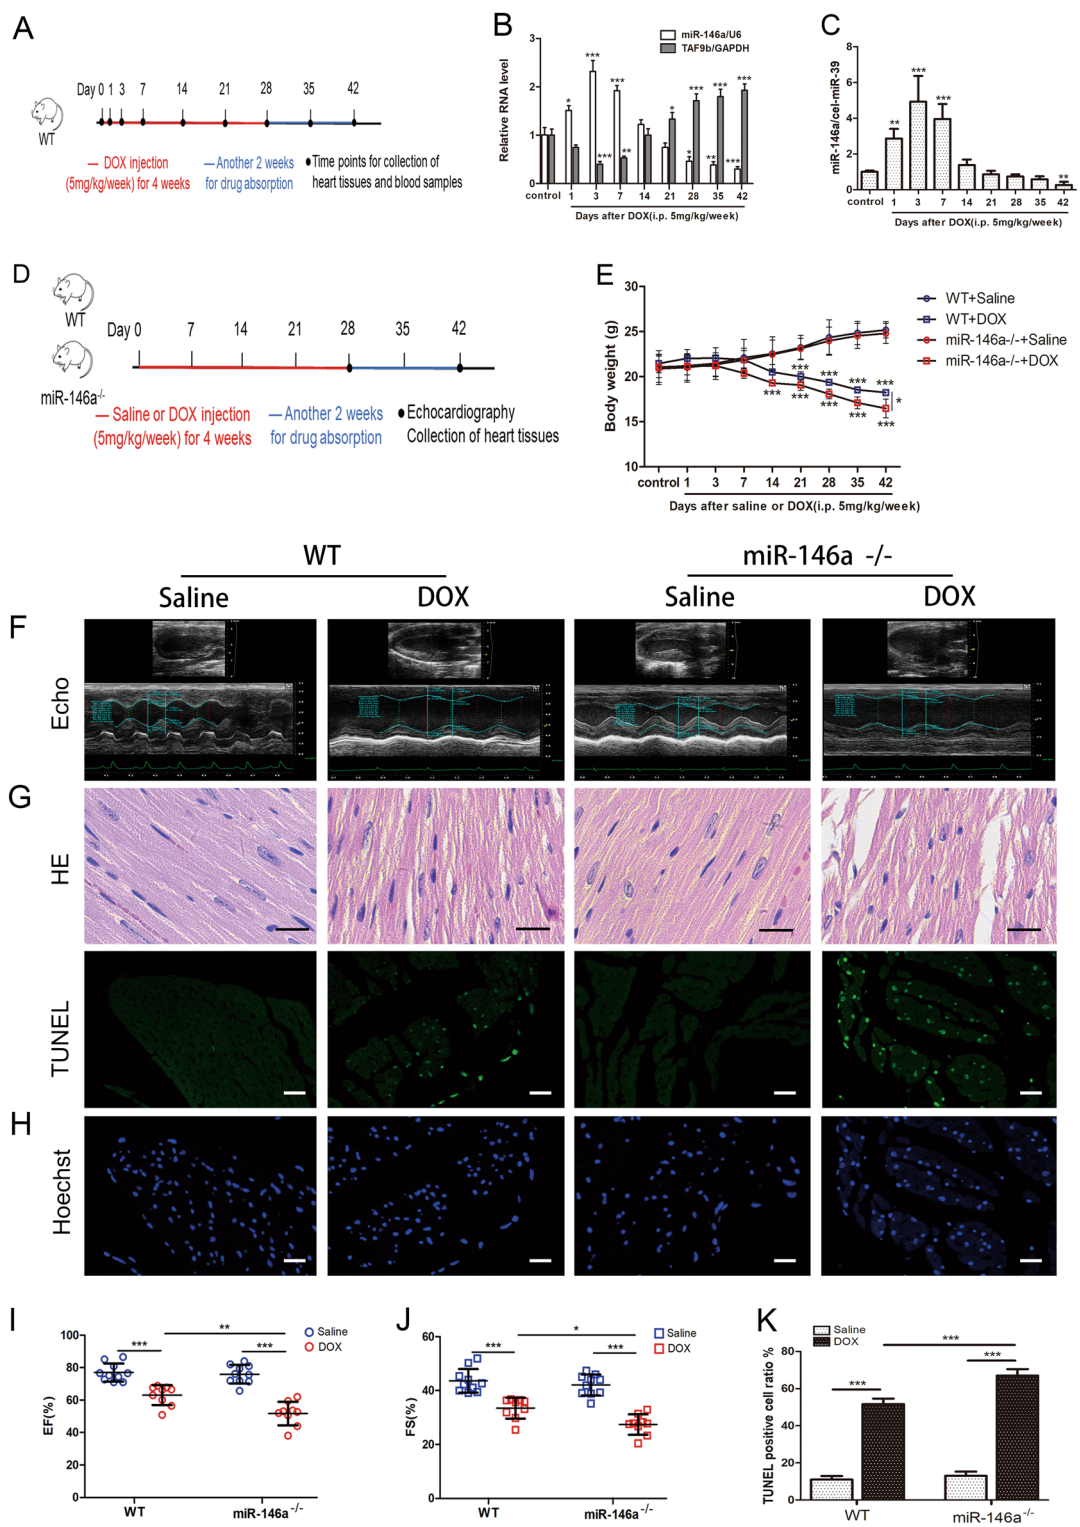 A
Day 0 1 3 7 14 21 28 35 42
WT
— DOX injection
(5mg/kg/week) for 4 weeks
— Another 2 weeks
for drug absorption
Time points for collection of
heart tissues and blood samples
B
miR-146a/U6
TAF9b/GAPDH
Relative RNA level
3
2
1
0
* *** *** *** ** * * *** ** *** *** ***
control 1 3 7 14 21 28 35 42
Days after DOX(i.p. 5mg/kg/week)
C
miR-146a/cel-miR-39
8
6
4
2
0
** *** *** **
control 1 3 7 14 21 28 35 42
Days after DOX(i.p. 5mg/kg/week)
D
WT
miR-146a-/-
Day 0 7 14 21 28 35 42
— Saline or DOX injection
(5mg/kg/week) for 4 weeks
— Another 2 weeks
for drug absorption
Echocardiography
Collection of heart tissues
E
Body weight (g)
30
25
20
15
10
WT+Saline
WT+DOX
miR-146a-/-+Saline
miR-146a-/-+DOX
*** *** *** ***
*** *** *** *** ***
*
control 1 3 7 14 21 28 35 42
Days after saline or DOX(i.p. 5mg/kg/week)
WT
miR-146a -/-
Saline DOX Saline DOX
F
Echo
G
HE
TUNEL
H
Hoechst
I
EF(%)
100
80
60
40
20
0
Saline
DOX
**
*** ***
WT miR-146a-/-
J
FS(%)
60
40
20
0
Saline
DOX
*
*** ***
WT miR-146a-/-
K
TUNEL positive cell ratio %
80
60
40
20
0
Saline
DOX
***
*** ***
WT miR-146a-/-